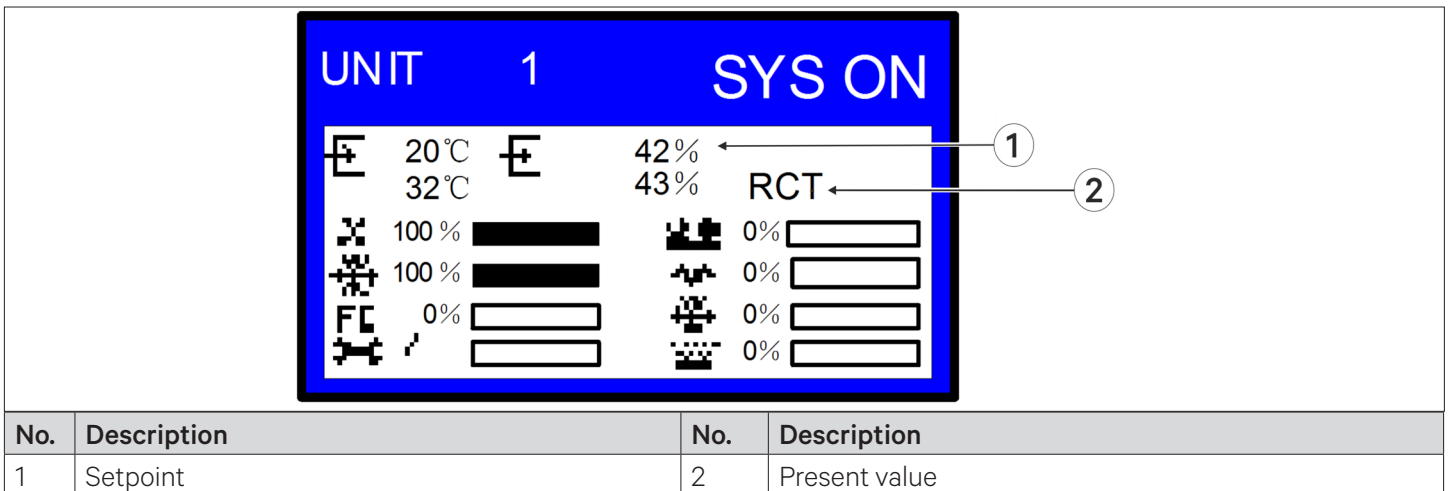 UNIT 1 SYS ON
20℃ 42%
32℃ 43% RCT
1
2
100% 0%
100% 0%
FC 0% 0%
0%
No. Description No. Description
1 Setpoint 2 Present value